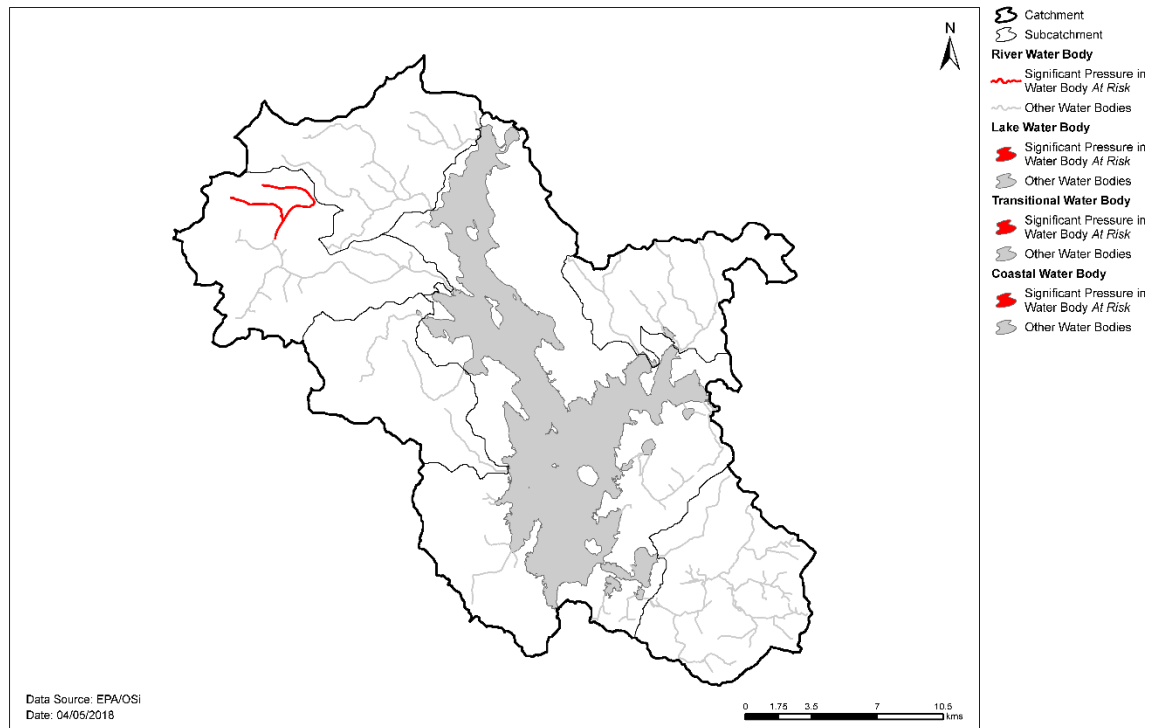 N
Catchment
Subcatchment
River Water Body
Significant Pressure in
Water Body At Risk
Other Water Bodies
Lake Water Body
Significant Pressure in
Water Body At Risk
Other Water Bodies
Transitional Water Body
Significant Pressure in
Water Body At Risk
Other Water Bodies
Coastal Water Body
Significant Pressure in
Water Body At Risk
Other Water Bodies
Data Source: EPA/OSi
Date: 04/05/2018
0 1.75 3.5 7 10.5
kms